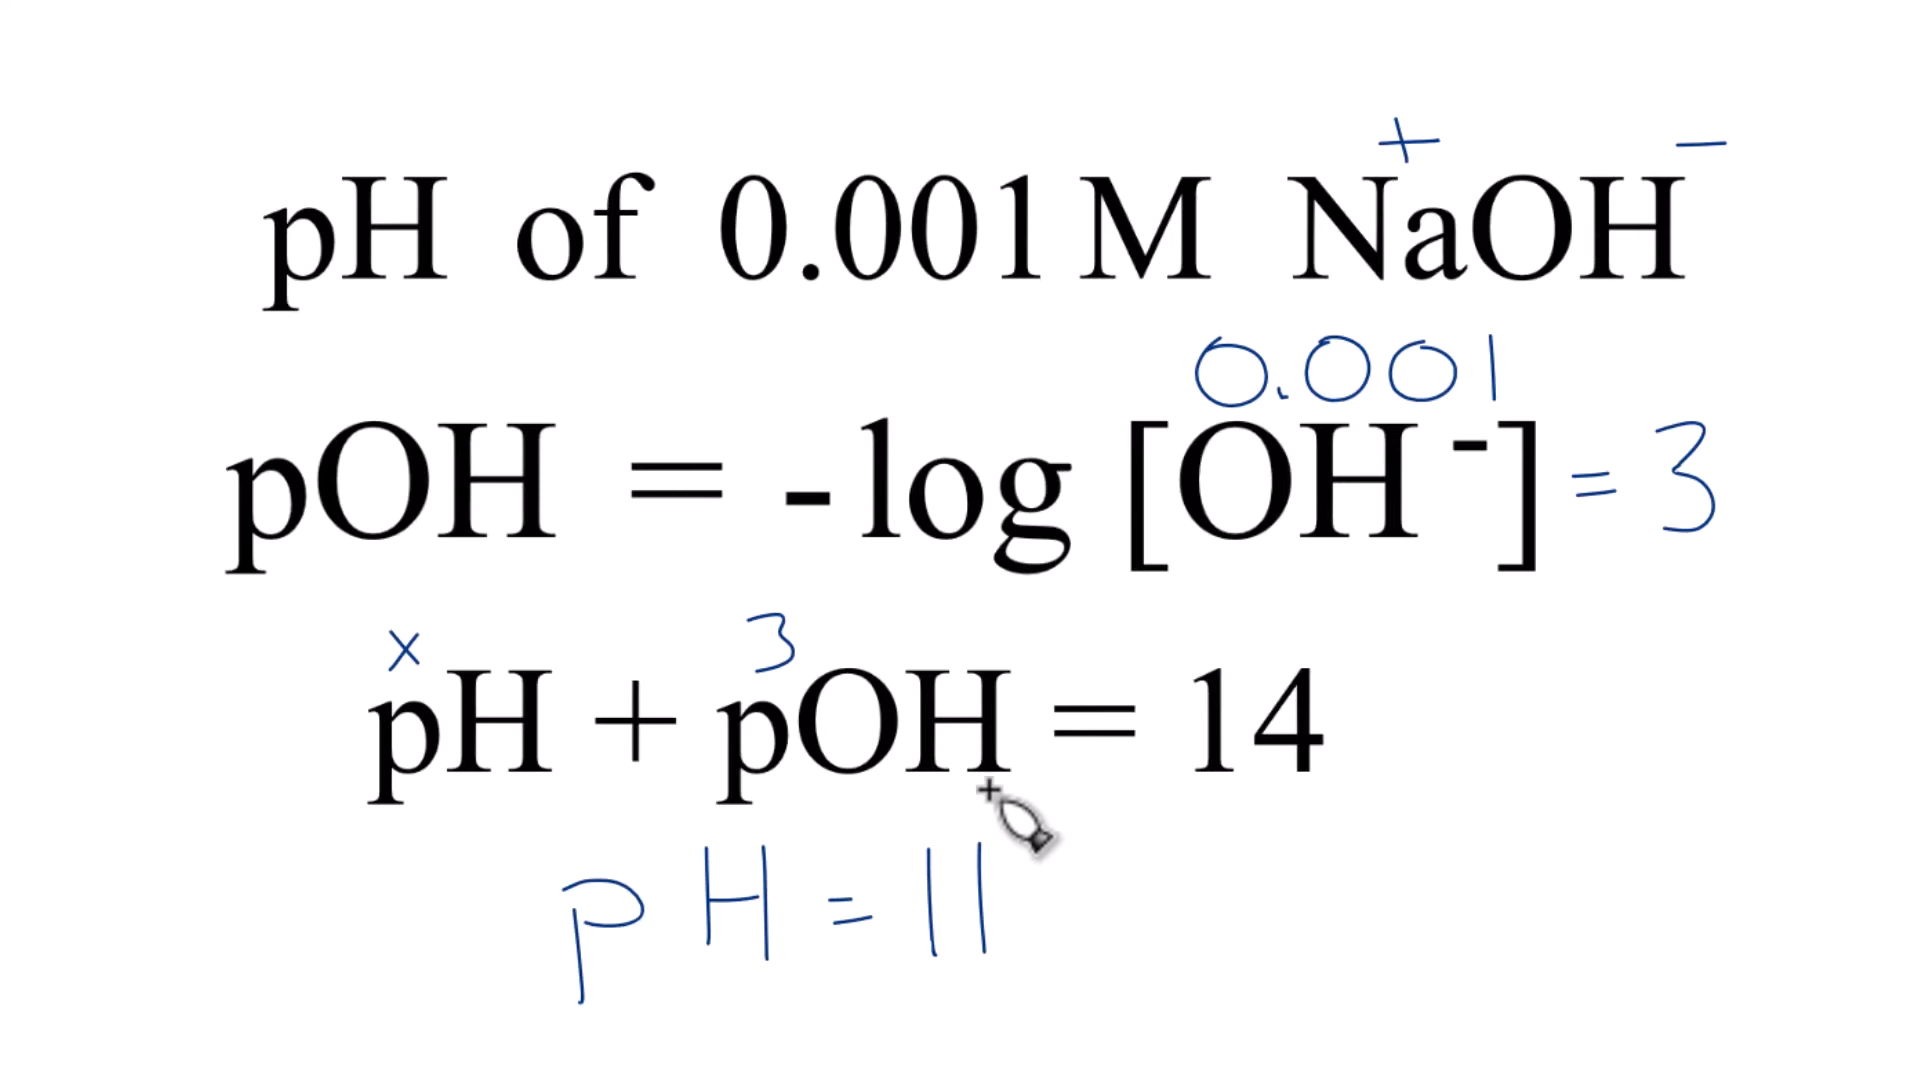 + −
pH of 0.001 M NaOH
0.001
pOH = -log [OH⁻] = 3
x 3
pH + pOH = 14
pH = 11